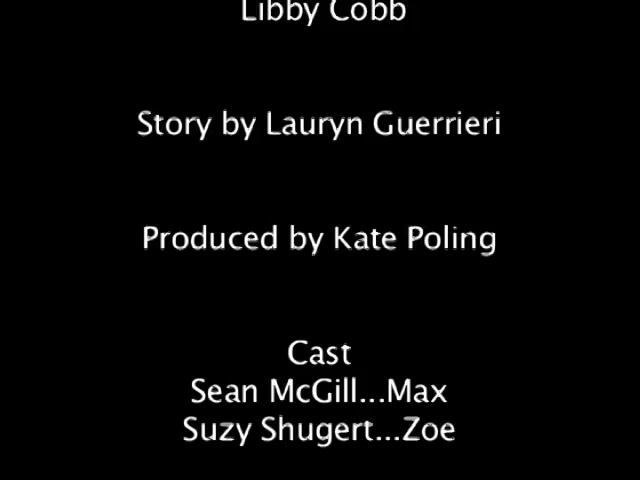 Libby Cobb
Story by Lauryn Guerrieri
Produced by Kate Poling
Cast
Sean McGill...Max
Suzy Shugert...Zoe